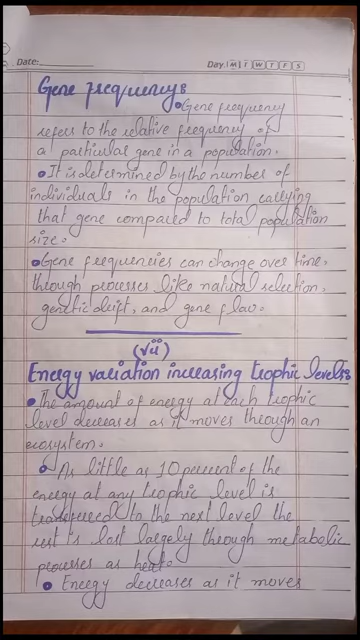 Date:
Day: M T W T F S
Gene frequency:
• Gene frequency
refers to the relative frequency of
a particular gene in a population.
• It is determined by the number of
individuals in the population carrying
that gene compared to total population
size.
• Gene frequencies can change over time,
through processes like natural selection,
genetic drift, and gene flow.
Energy variation increasing trophic levels:
• The amount of energy at each trophic
level decreases as it moves through an
ecosystem.
• As little as 10 percent of the
energy at any trophic level is
transferred to the next level the
rest is lost largely through metabolic
processes as heat.
• Energy decreases as it moves